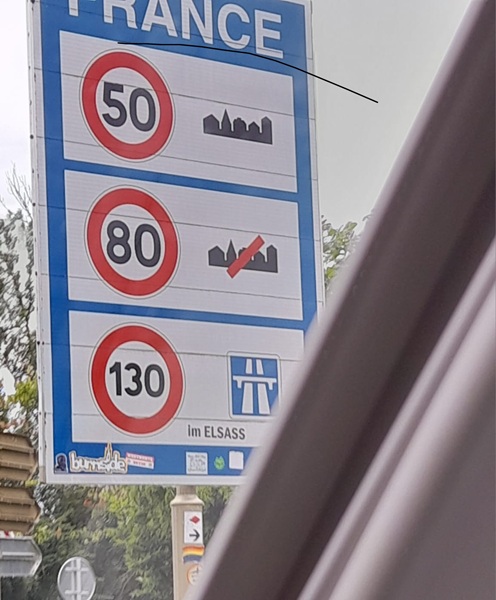 FRANCE
50
80
130
im ELSASS
burnside